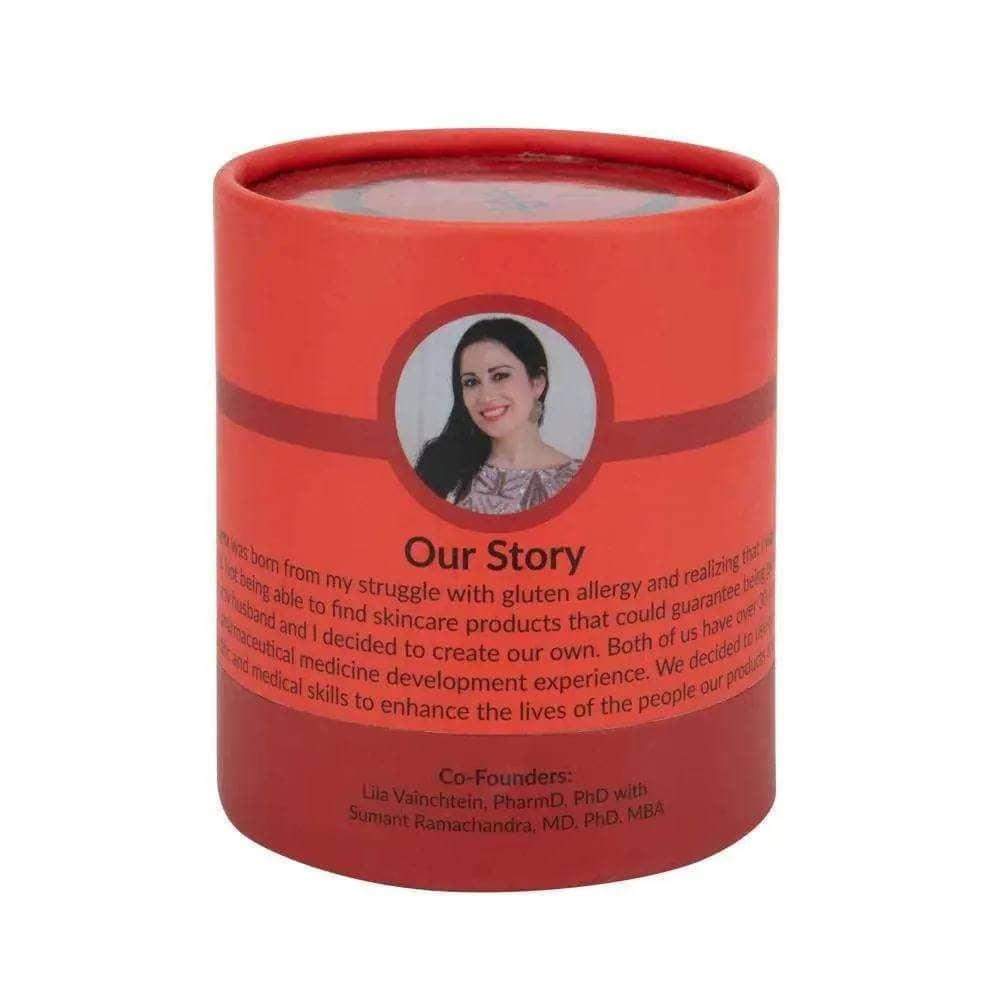 Our Story
was born from my struggle with gluten allergy and realizing that I
Not being able to find skincare products that could guarantee being
husband and I decided to create our own. Both of us have over 20
pharmaceutical medicine development experience. We decided to
and medical skills to enhance the lives of the people our products
Co-Founders:
Lila Vainchtein, PharmD, PhD with
Sumant Ramachandra, MD, PhD, MBA